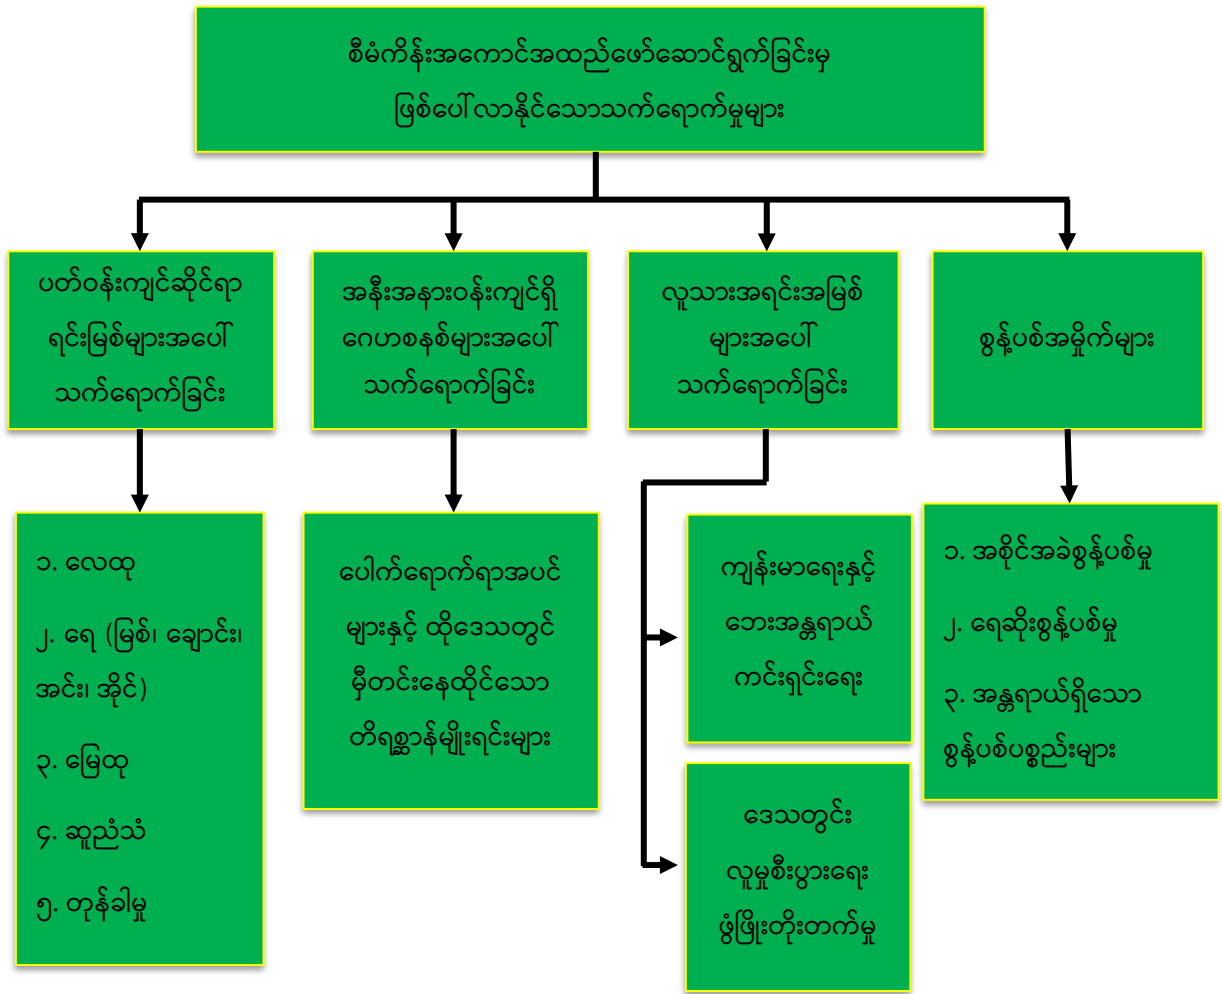 စီမံကိန်းအကောင်အထည်ဖော်ဆောင်ရွက်ခြင်းမှ
ဖြစ်ပေါ်လာနိုင်သောသက်ရောက်မှုများ
ပတ်ဝန်းကျင်ဆိုင်ရာ
ရင်းမြစ်များအပေါ်
သက်ရောက်ခြင်း
အနီးအနားဝန်းကျင်ရှိ
ဂေဟစနစ်များအပေါ်
သက်ရောက်ခြင်း
လူသားအရင်းအမြစ်
များအပေါ်
သက်ရောက်ခြင်း
စွန့်ပစ်အမှိုက်များ
၁. လေထု
၂. ရေ (မြစ်၊ ချောင်း၊
အင်း၊ အိုင်)
၃. မြေထု
၄. ဆူညံသံ
၅. တုန်ခါမှု
ပေါက်ရောက်ရာအပင်
များနှင့် ထိုဒေသတွင်
မှီတင်းနေထိုင်သော
တိရစ္ဆာန်မျိုးရင်းများ
ကျန်းမာရေးနှင့်
ဘေးအန္တရာယ်
ကင်းရှင်းရေး
ဒေသတွင်း
လူမှုစီးပွားရေး
ဖွံဖြိုးတိုးတက်မှု
၁. အစိုင်အခဲစွန့်ပစ်မှု
၂. ရေဆိုးစွန့်ပစ်မှု
၃. အန္တရာယ်ရှိသော
စွန့်ပစ်ပစ္စည်းများ